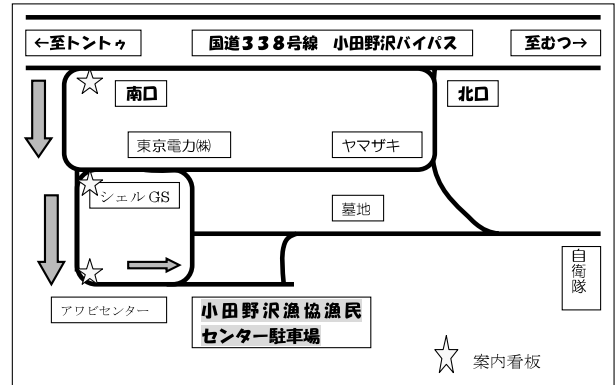 ←至トントゥ
国道338号線 小田野沢バイパス
至むつ→
南口
北口
東京電力㈱
ヤマザキ
シェルGS
墓地
自衛隊
アワビセンター
小田野沢漁協漁民
センター駐車場
案内看板